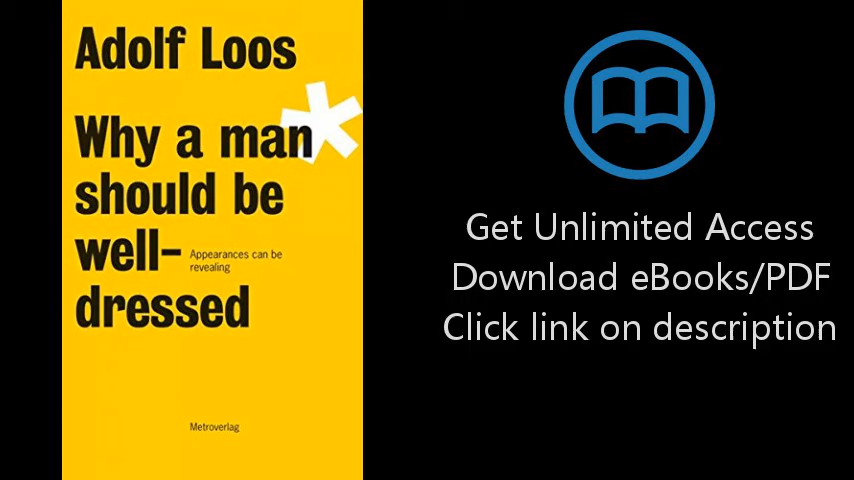 Adolf Loos
Why a man*
should be
well-
Appearances can be
revealing
dressed
Metroverlag
Get Unlimited Access
Download eBooks/PDF
Click link on description